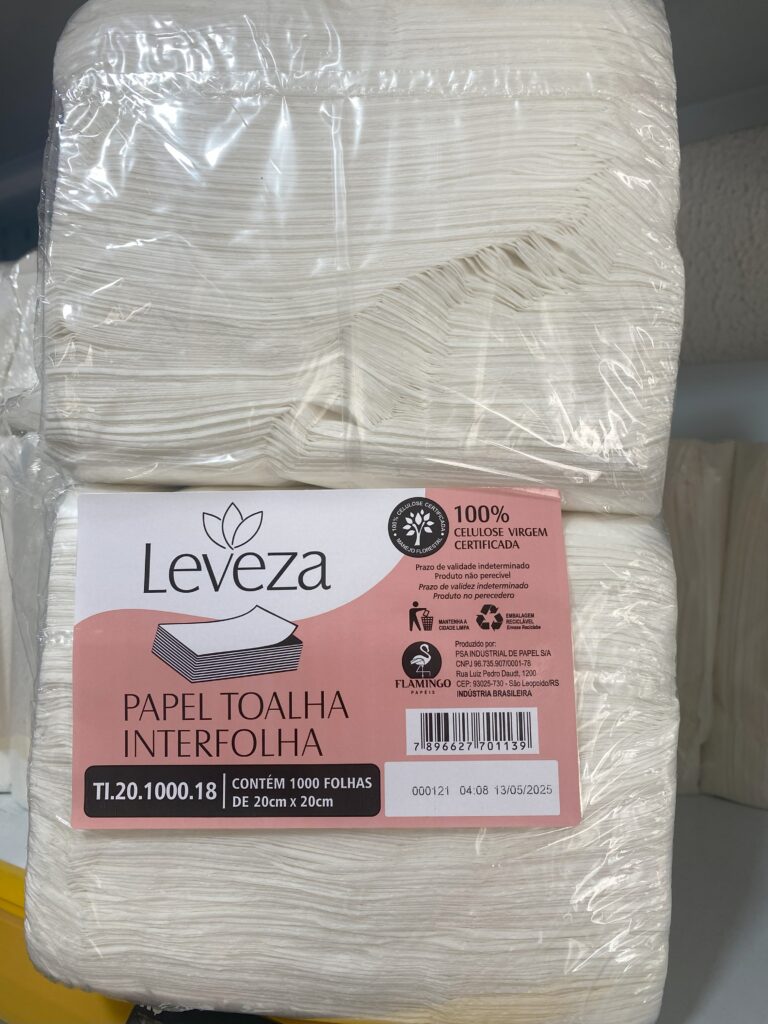 Leveza
100% CELULOSE CERTIFICADA
MANEJO FLORESTAL
100%
CELULOSE VIRGEM
CERTIFICADA
Prazo de validade indeterminado
Produto não perecível
Prazo de validez indeterminado
Produto no perecedero
MANTENHA A
CIDADE LIMPA
EMBALAGEM
RECICLÁVEL
Envase Reciclable
FLAMINGO
PAPÉIS
Produzido por:
PSA INDUSTRIAL DE PAPEL S/A
CNPJ 96.735.907/0001-78
Rua Luiz Pedro Daudt, 1200
CEP: 93025-730 - São Leopoldo/RS
INDÚSTRIA BRASILEIRA
PAPEL TOALHA
INTERFOLHA
7 896627 701139
TI.20.1000.18
CONTÉM 1000 FOLHAS
DE 20cm x 20cm
000121 04:08 13/05/2025